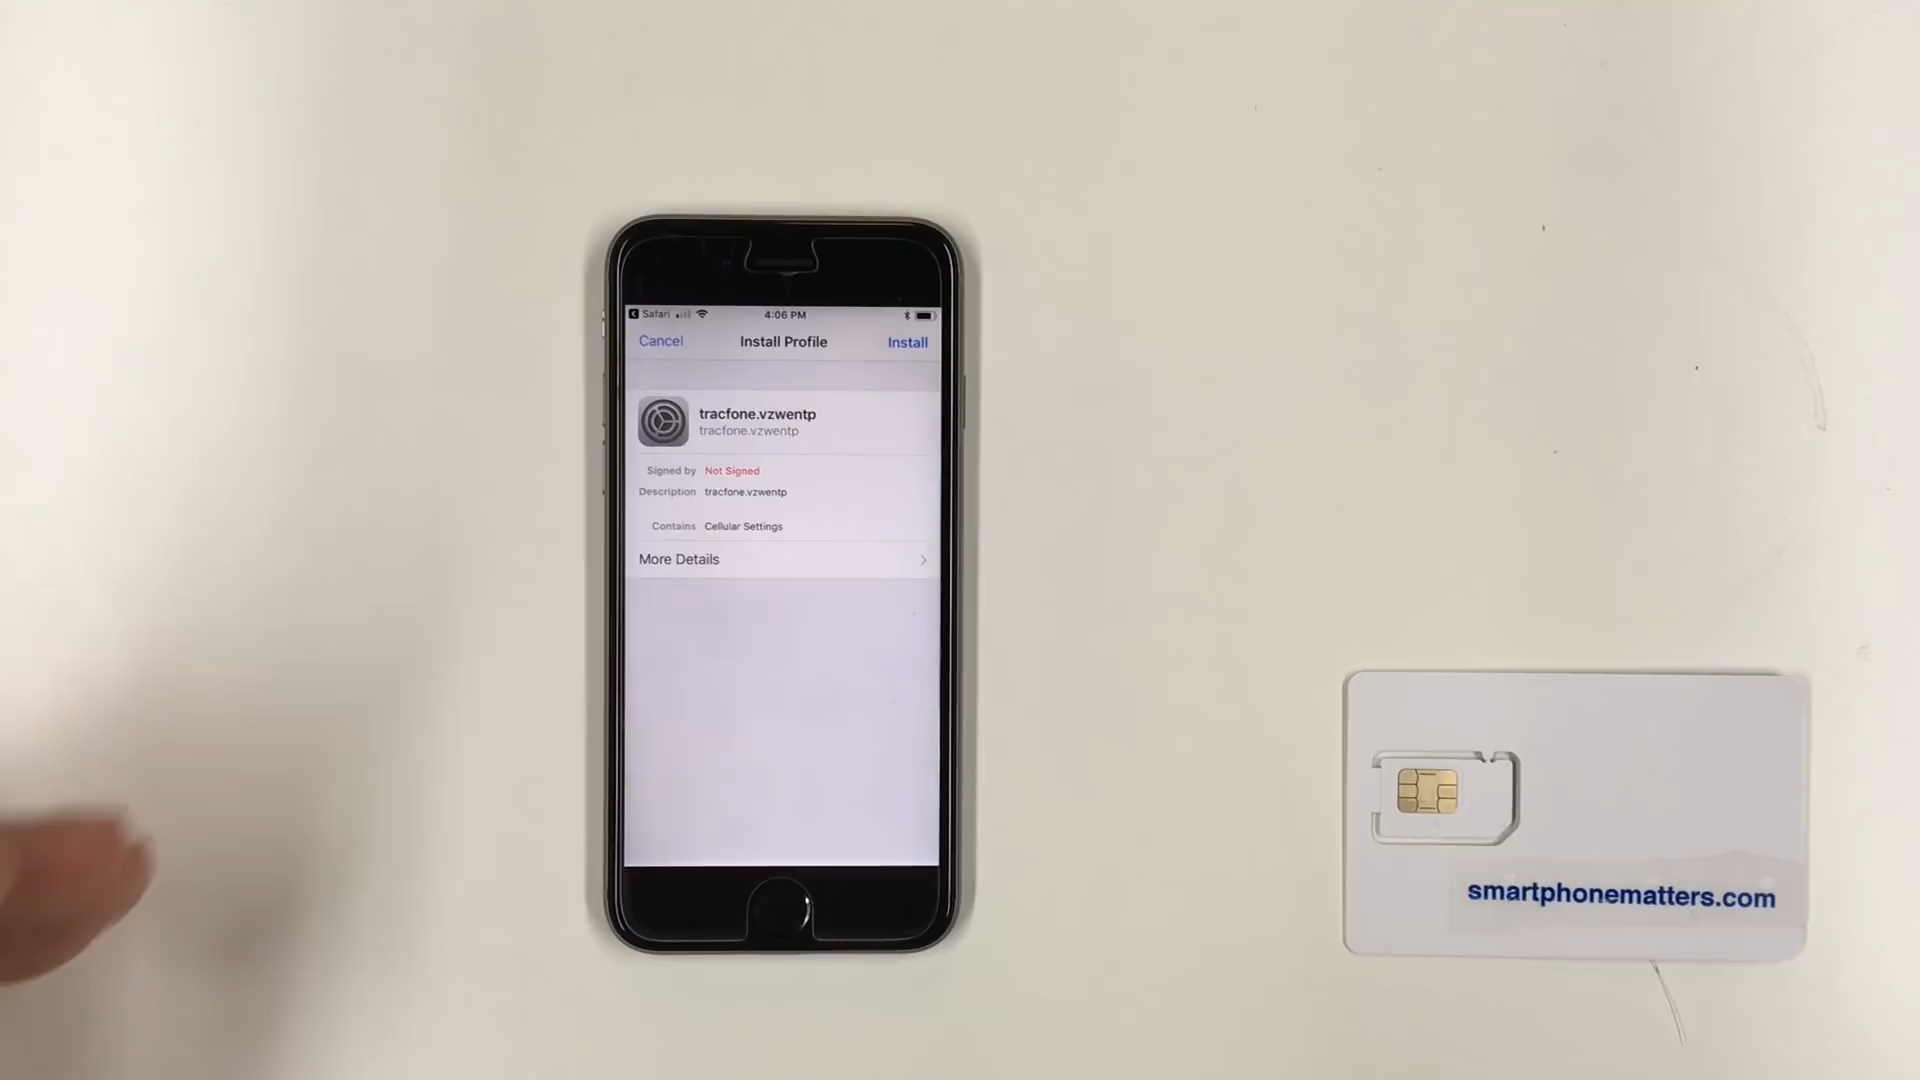 Safari 4:06 PM
Cancel Install Profile Install
tracfone.vzwentp
tracfone.vzwentp
Signed by Not Signed
Description tracfone.vzwentp
Contains Cellular Settings
More Details
smartphonematters.com